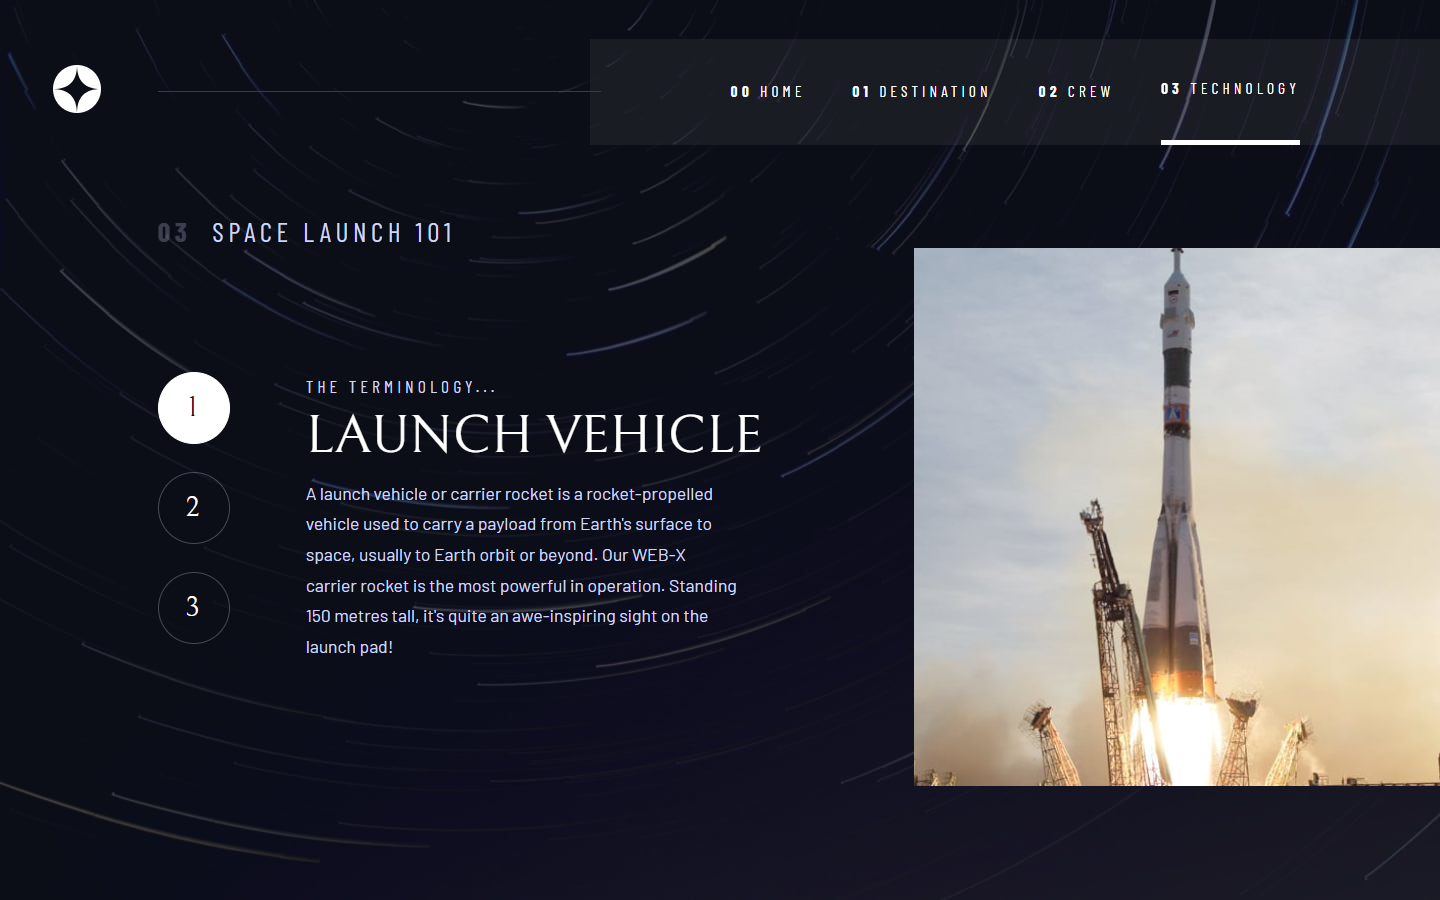 00 HOME 01 DESTINATION 02 CREW 03 TECHNOLOGY
03 SPACE LAUNCH 101
1
2
3
THE TERMINOLOGY...
LAUNCH VEHICLE
A launch vehicle or carrier rocket is a rocket-propelled
vehicle used to carry a payload from Earth's surface to
space, usually to Earth orbit or beyond. Our WEB-X
carrier rocket is the most powerful in operation. Standing
150 metres tall, it's quite an awe-inspiring sight on the
launch pad!